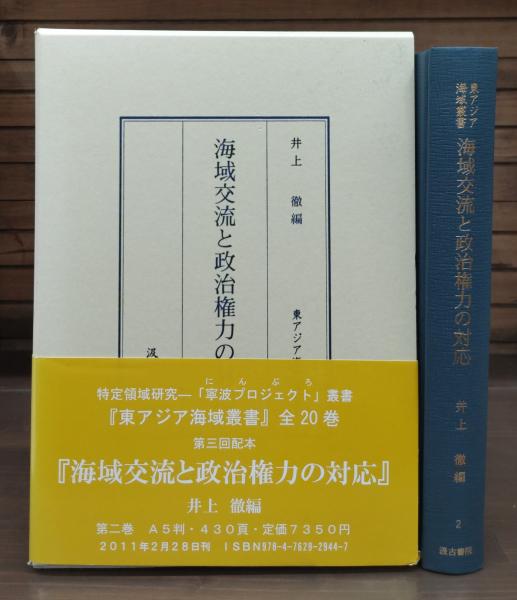 井上 徹編
海域交流と政治権力の
東アジア海
汲
特定領域研究―「寧波プロジェクト」叢書
にんぷろ
『東アジア海域叢書』全20巻
第三回配本
『海域交流と政治権力の対応』
井上 徹編
第二巻 A5判・430頁・定価7350円
2011年2月28日刊 ISBN978-4-7629-2944-7
東アジア
海域叢書
海域交流と政治権力の対応
井上 徹編
2
汲古書院